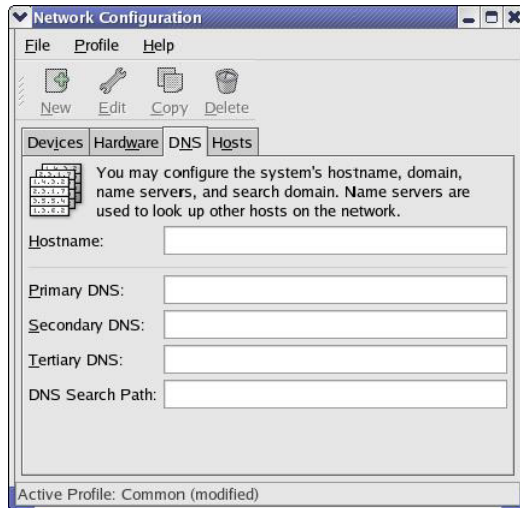 Network Configuration
File Profile Help
New Edit Copy Delete
Devices Hardware DNS Hosts
You may configure the system's hostname, domain,
name servers, and search domain. Name servers are
used to look up other hosts on the network.
Hostname:
Primary DNS:
Secondary DNS:
Tertiary DNS:
DNS Search Path:
Active Profile: Common (modified)